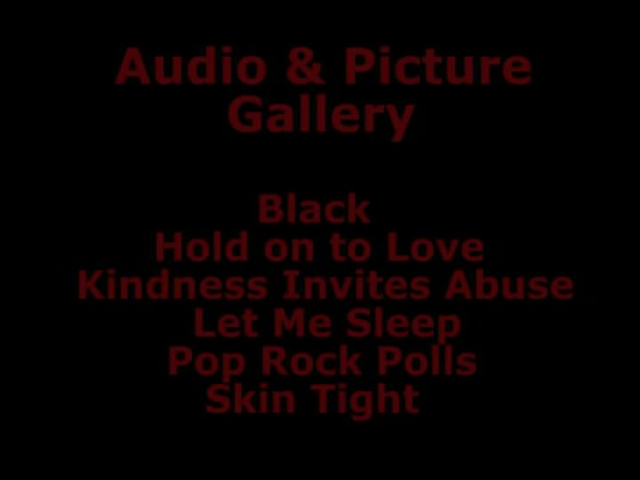 Audio & Picture
Gallery
Black
Hold on to Love
Kindness Invites Abuse
Let Me Sleep
Pop Rock Polls
Skin Tight